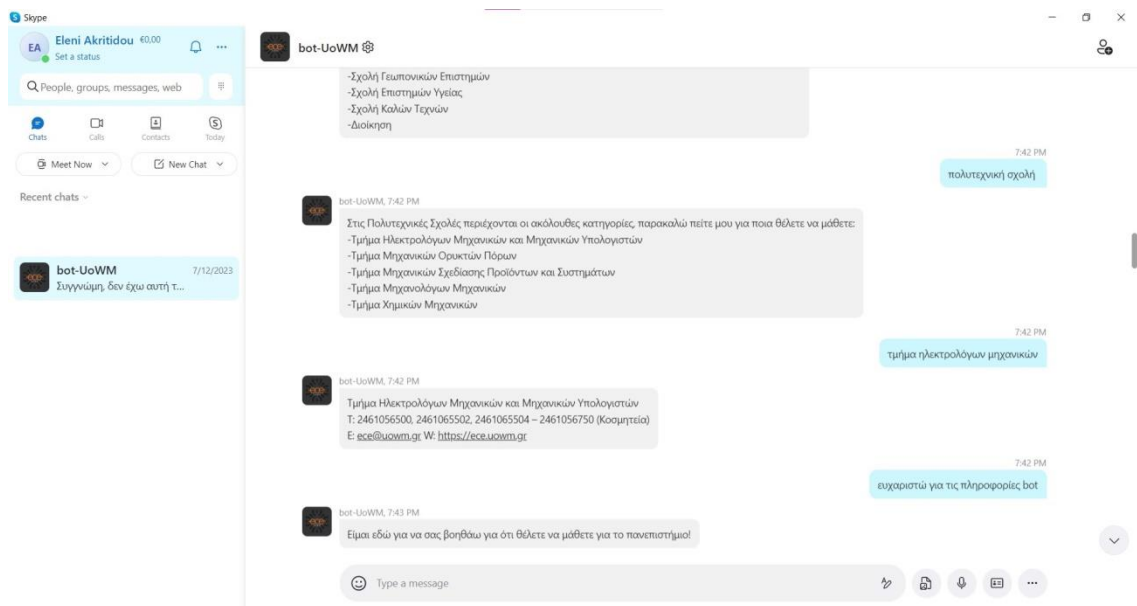 Skype
EA
Eleni Akritidou €0,00
Set a status
People, groups, messages, web
Chats
Calls
Contacts
Today
Meet Now
New Chat
Recent chats
bot-UoWM 7/12/2023
Συγγνώμη, δεν έχω αυτή τ...
bot-UoWM
-Σχολή Γεωπονικών Επιστημών
-Σχολή Επιστημών Υγείας
-Σχολή Καλών Τεχνών
-Διοίκηση
7:42 PM
πολυτεχνική σχολή
bot-UoWM, 7:42 PM
Στις Πολυτεχνικές Σχολές περιέχονται οι ακόλουθες κατηγορίες, παρακαλώ πείτε μου για ποια θέλετε να μάθετε:
-Τμήμα Ηλεκτρολόγων Μηχανικών και Μηχανικών Υπολογιστών
-Τμήμα Μηχανικών Ορυκτών Πόρων
-Τμήμα Μηχανικών Σχεδίασης Προϊόντων και Συστημάτων
-Τμήμα Μηχανολόγων Μηχανικών
-Τμήμα Χημικών Μηχανικών
7:42 PM
τμήμα ηλεκτρολόγων μηχανικών
bot-UoWM, 7:42 PM
Τμήμα Ηλεκτρολόγων Μηχανικών και Μηχανικών Υπολογιστών
Τ: 2461056500, 2461065502, 2461065504 – 2461056750 (Κοσμητεία)
E: ece@uowm.gr W: https://ece.uowm.gr
7:42 PM
ευχαριστώ για τις πληροφορίες bot
bot-UoWM, 7:43 PM
Είμαι εδώ για να σας βοηθάω για ότι θέλετε να μάθετε για το πανεπιστήμιο!
Type a message